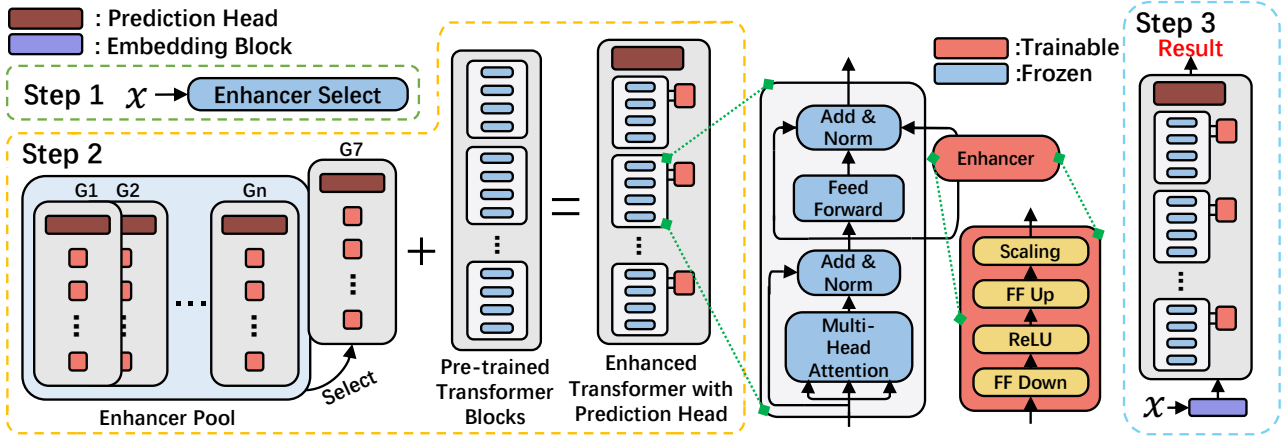 : Prediction Head
: Embedding Block
Step 1
x
Enhancer Select
Step 2
G1
G2
Gn
G7
Select
Enhancer Pool
+
Pre-trained
Transformer
Blocks
=
Enhanced
Transformer with
Prediction Head
Add &
Norm
Feed
Forward
Add &
Norm
Multi-
Head
Attention
:Trainable
:Frozen
Enhancer
Scaling
FF Up
ReLU
FF Down
Step 3
Result
x